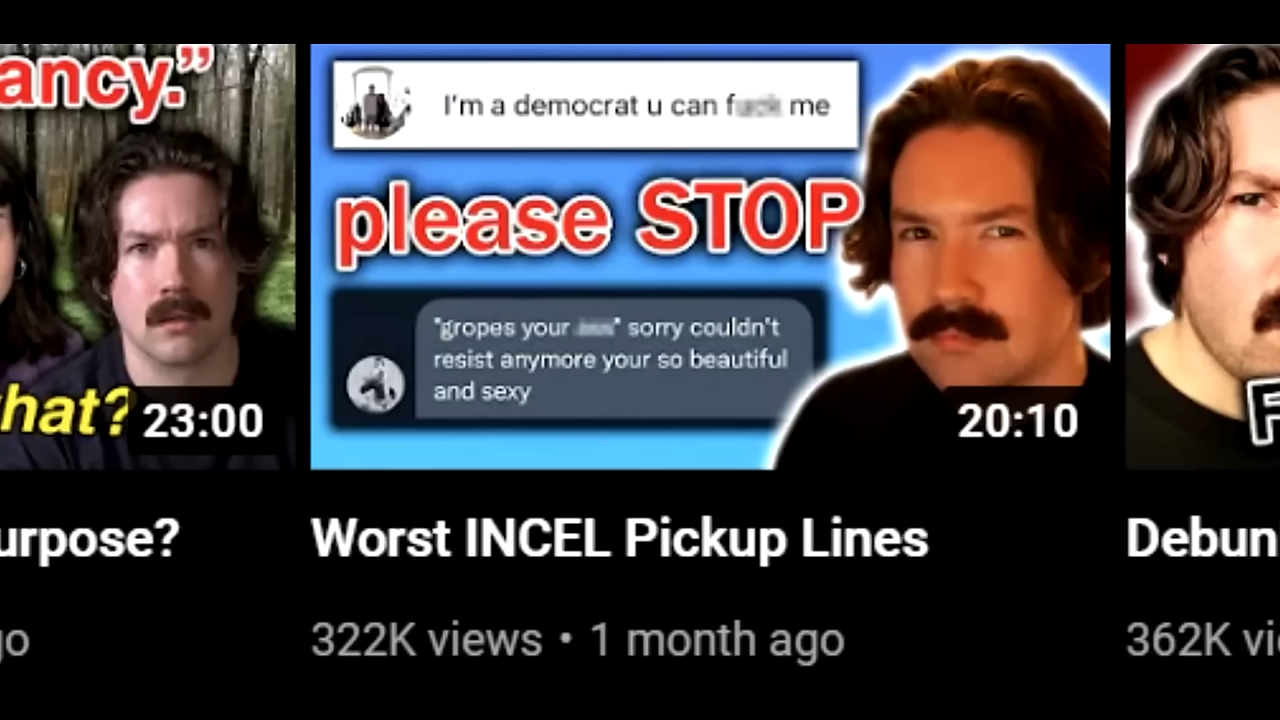 ancy.”
hat?
23:00
urpose?
go
I'm a democrat u can f me
please STOP
*gropes your * sorry couldn't
resist anymore your so beautiful
and sexy
20:10
Worst INCEL Pickup Lines
322K views • 1 month ago
F
Debun
362K vi